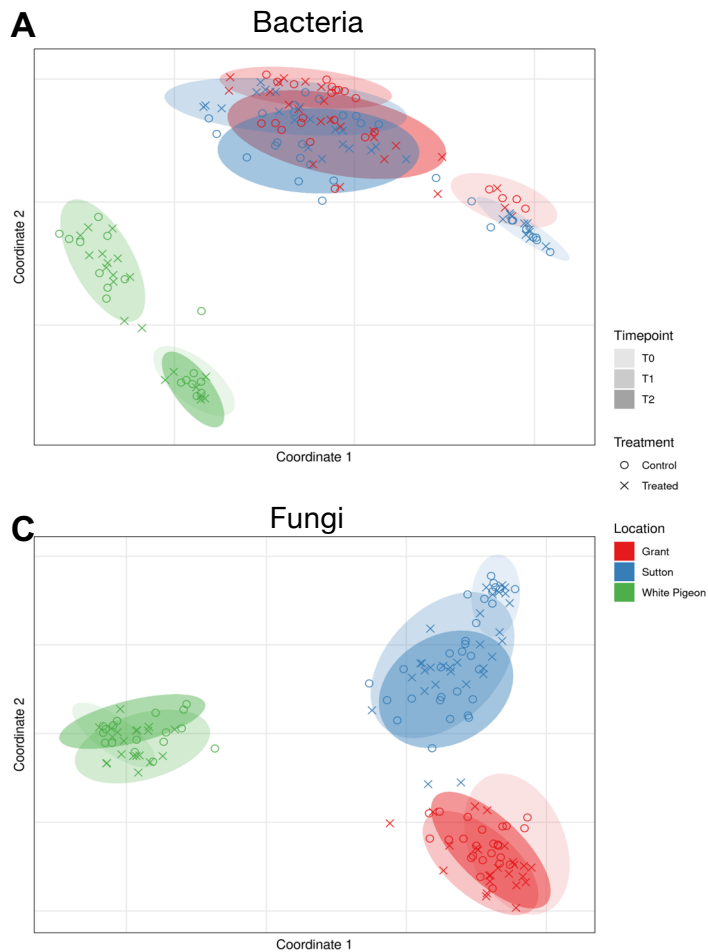 A
Bacteria
Coordinate 2
Coordinate 1
Timepoint
T0
T1
T2
Treatment
Control
Treated
Location
Grant
Sutton
White Pigeon
C
Fungi
Coordinate 2
Coordinate 1